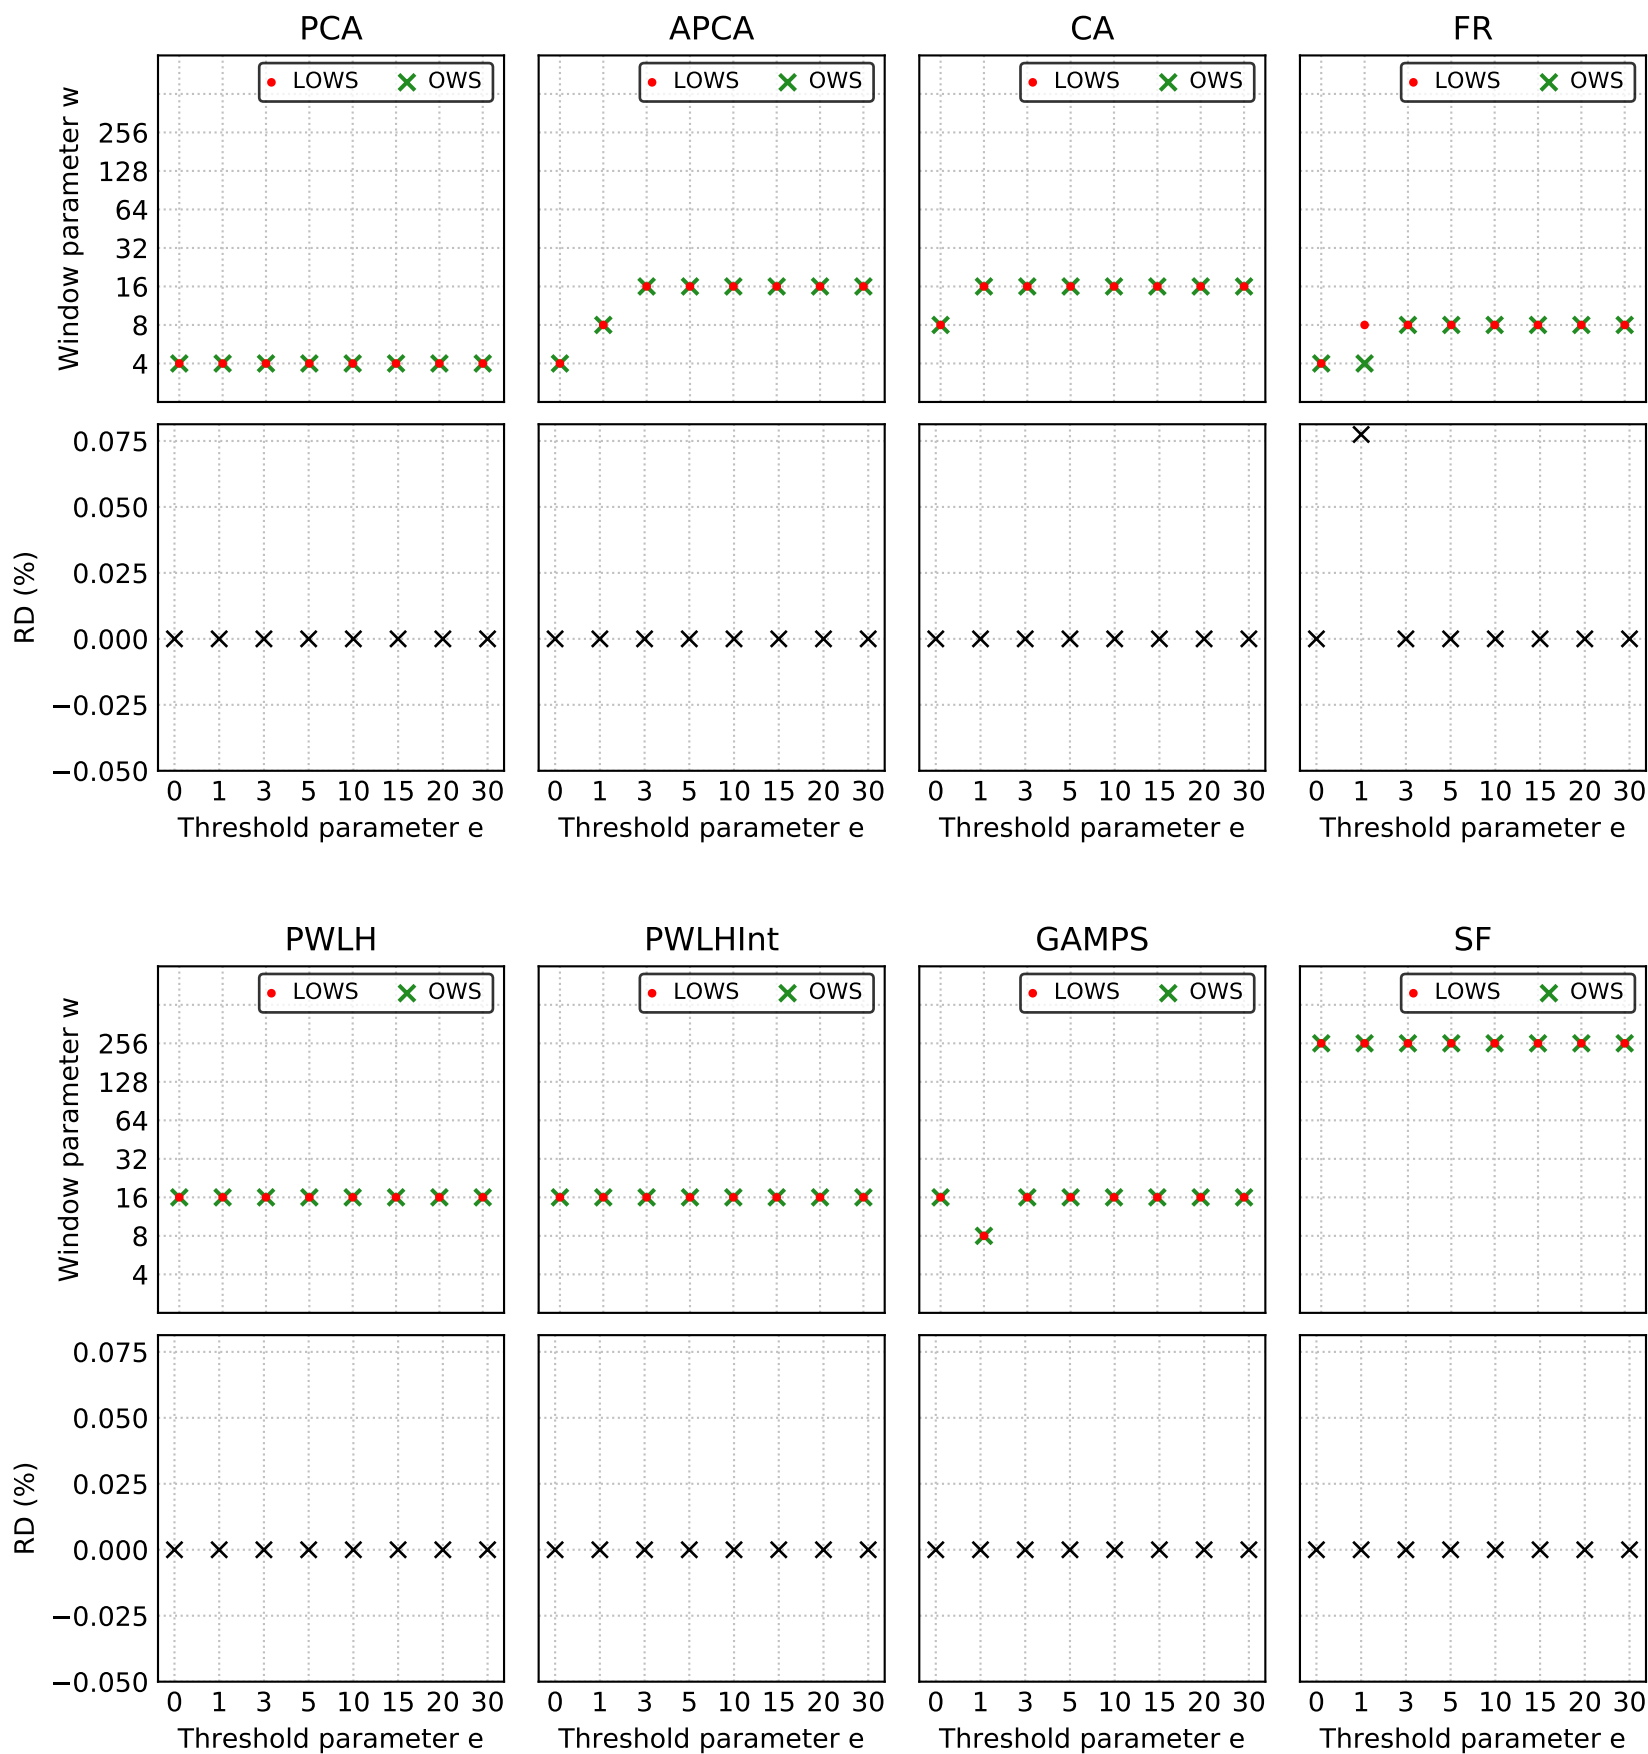 PCA APCA CA FR
LOWS OWS LOWS OWS LOWS OWS LOWS OWS
Window parameter w
256
128
64
32
16
8
4
RD (%)
0.075
0.050
0.025
0.000
−0.025
−0.050
0 1 3 5 10 15 20 30 0 1 3 5 10 15 20 30 0 1 3 5 10 15 20 30 0 1 3 5 10 15 20 30
Threshold parameter e Threshold parameter e Threshold parameter e Threshold parameter e
PWLH PWLHInt GAMPS SF
LOWS OWS LOWS OWS LOWS OWS LOWS OWS
Window parameter w
256
128
64
32
16
8
4
RD (%)
0.075
0.050
0.025
0.000
−0.025
−0.050
0 1 3 5 10 15 20 30 0 1 3 5 10 15 20 30 0 1 3 5 10 15 20 30 0 1 3 5 10 15 20 30
Threshold parameter e Threshold parameter e Threshold parameter e Threshold parameter e